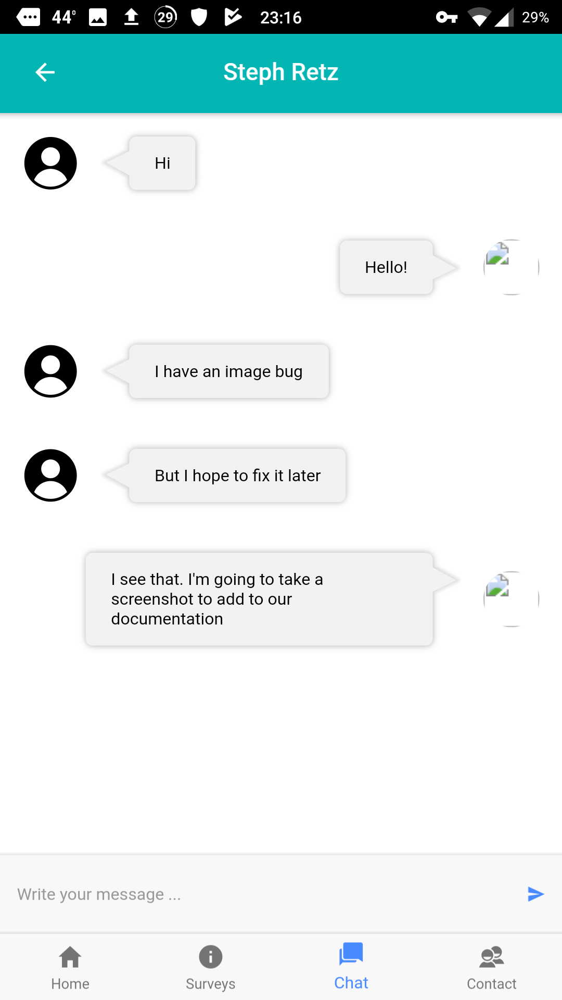 44° 29 23:16 29%
Steph Retz
Hi
Hello!
I have an image bug
But I hope to fix it later
I see that. I'm going to take a
screenshot to add to our
documentation
Write your message ...
Home Surveys Chat Contact